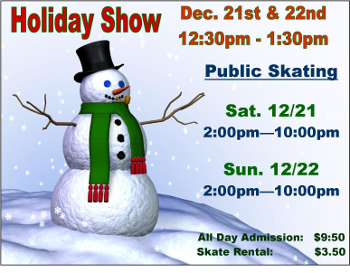 Holiday Show
Dec. 21st & 22nd
12:30pm - 1:30pm
Public Skating
Sat. 12/21
2:00pm—10:00pm
Sun. 12/22
2:00pm—10:00pm
All Day Admission: $9:50
Skate Rental: $3.50